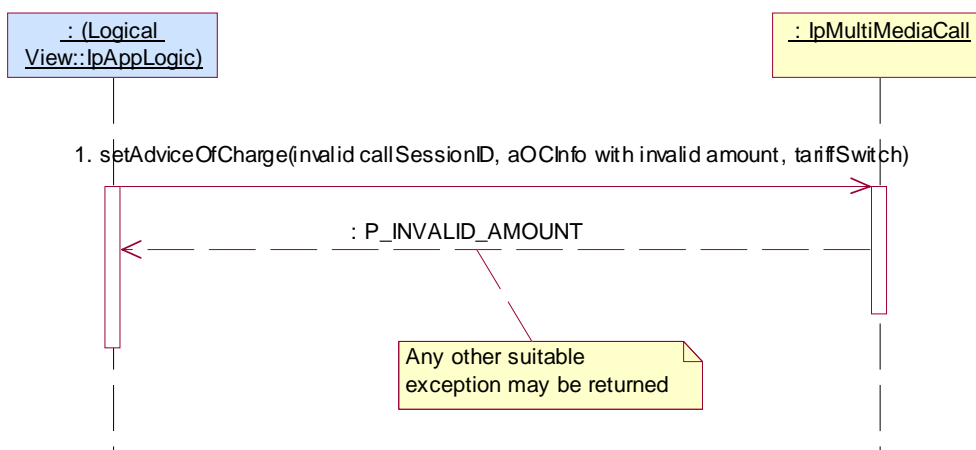 : (Logical
View::IpAppLogic)
: IpMultiMediaCall
1. setAdviceOfCharge(invalid callSessionID, aOCInfo with invalid amount, tariffSwitch)
: P_INVALID_AMOUNT
Any other suitable
exception may be returned